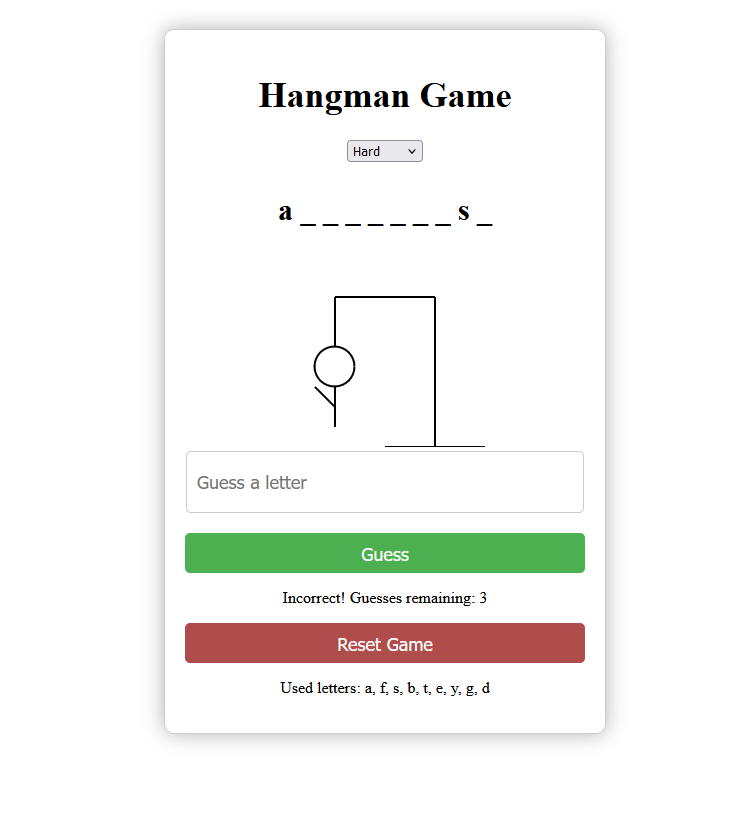 Hangman Game
Hard
a _ _ _ _ _ _ _ s _
Guess a letter
Guess
Incorrect! Guesses remaining: 3
Reset Game
Used letters: a, f, s, b, t, e, y, g, d